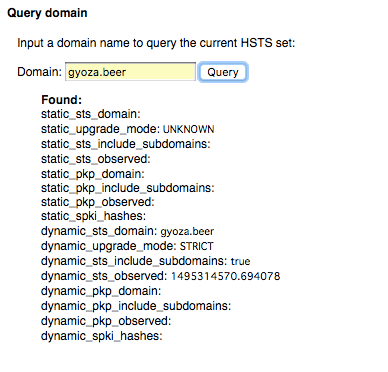 Query domain
Input a domain name to query the current HSTS set:
Domain: gyoza.beer Query
Found:
static_sts_domain:
static_upgrade_mode: UNKNOWN
static_sts_include_subdomains:
static_sts_observed:
static_pkp_domain:
static_pkp_include_subdomains:
static_pkp_observed:
static_spki_hashes:
dynamic_sts_domain: gyoza.beer
dynamic_upgrade_mode: STRICT
dynamic_sts_include_subdomains: true
dynamic_sts_observed: 1495314570.694078
dynamic_pkp_domain:
dynamic_pkp_include_subdomains:
dynamic_pkp_observed:
dynamic_spki_hashes: